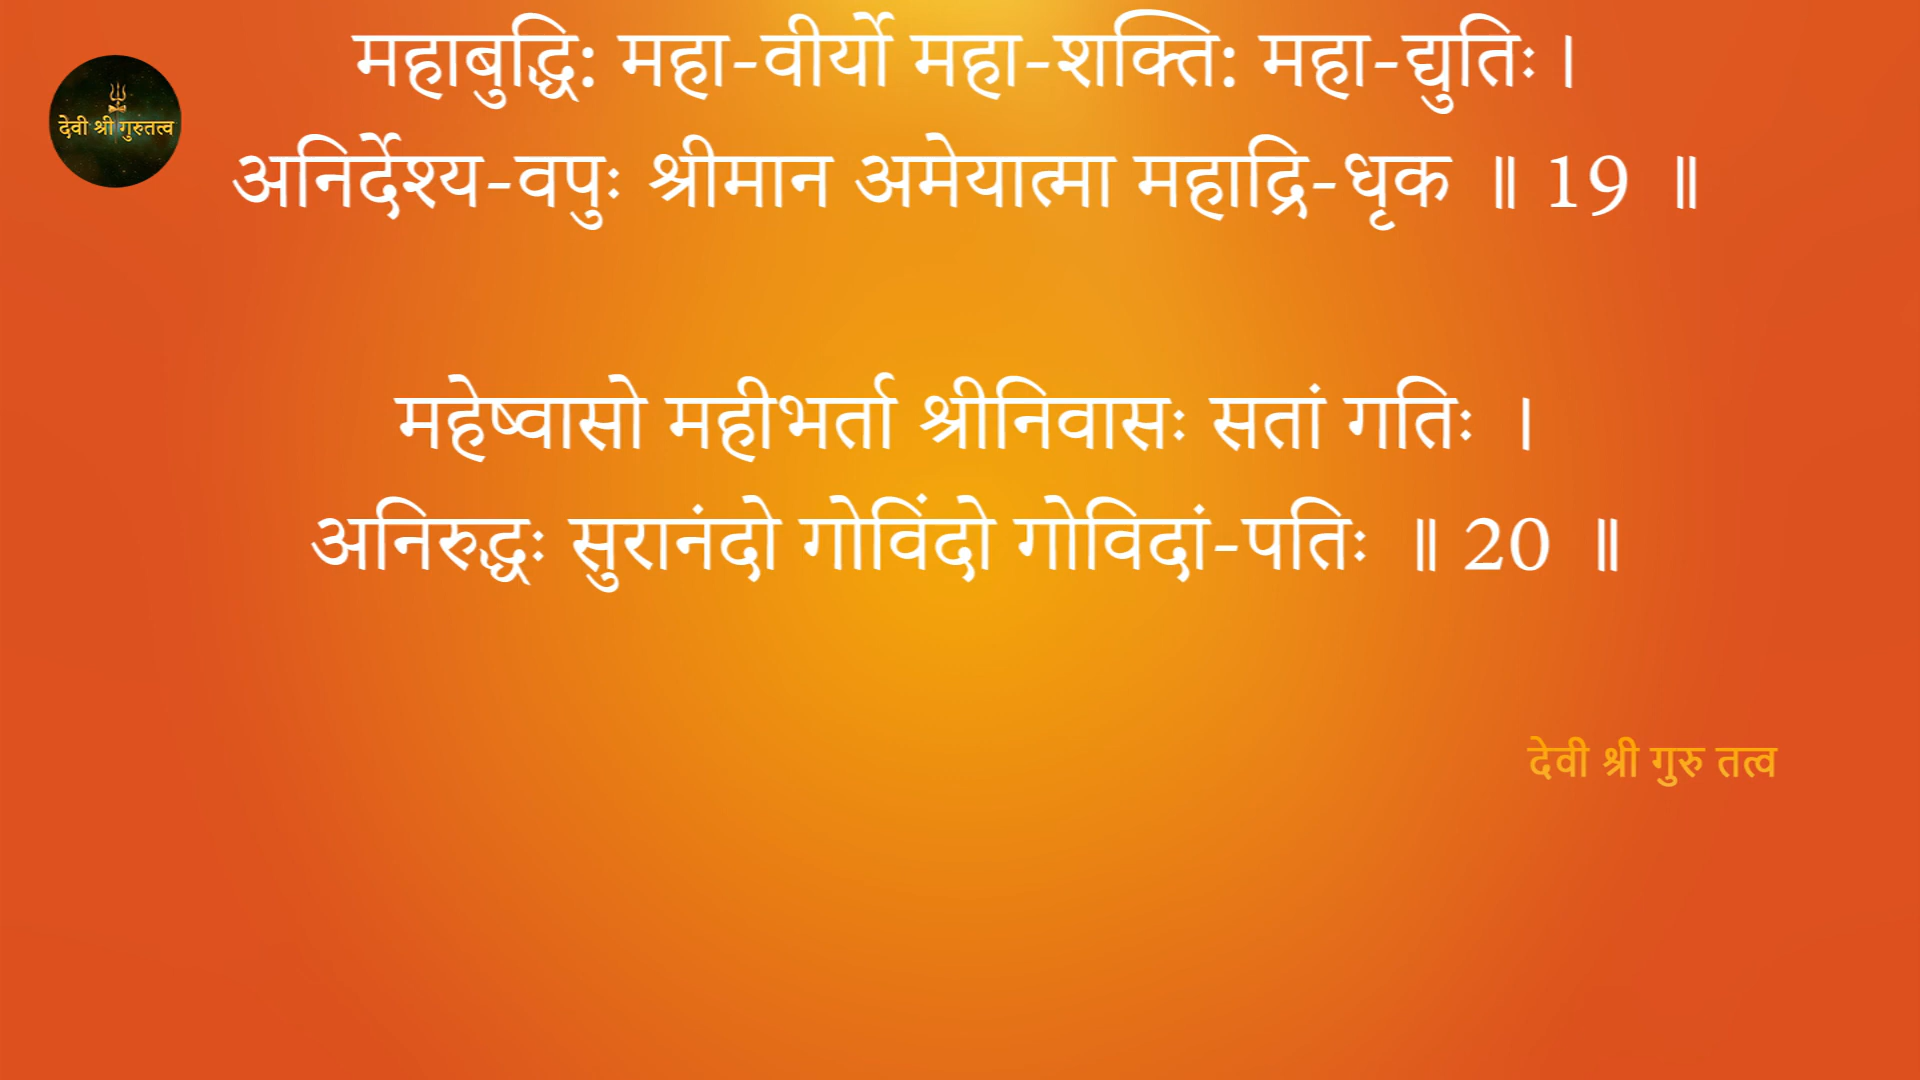 महाबुद्धि: महा-वीर्यो महा-शक्ति: महा-द्युतिः ।
देवी श्री गुरुतत्व
अनिर्देश्य-वपुः श्रीमान अमेयात्मा महाद्रि-धृक ॥ 19 ॥
महेष्वासो महीभर्ता श्रीनिवासः सतां गतिः ।
अनिरुद्धः सुरानंदो गोविंदो गोविदां-पतिः ॥ 20 ॥
देवी श्री गुरु तत्व